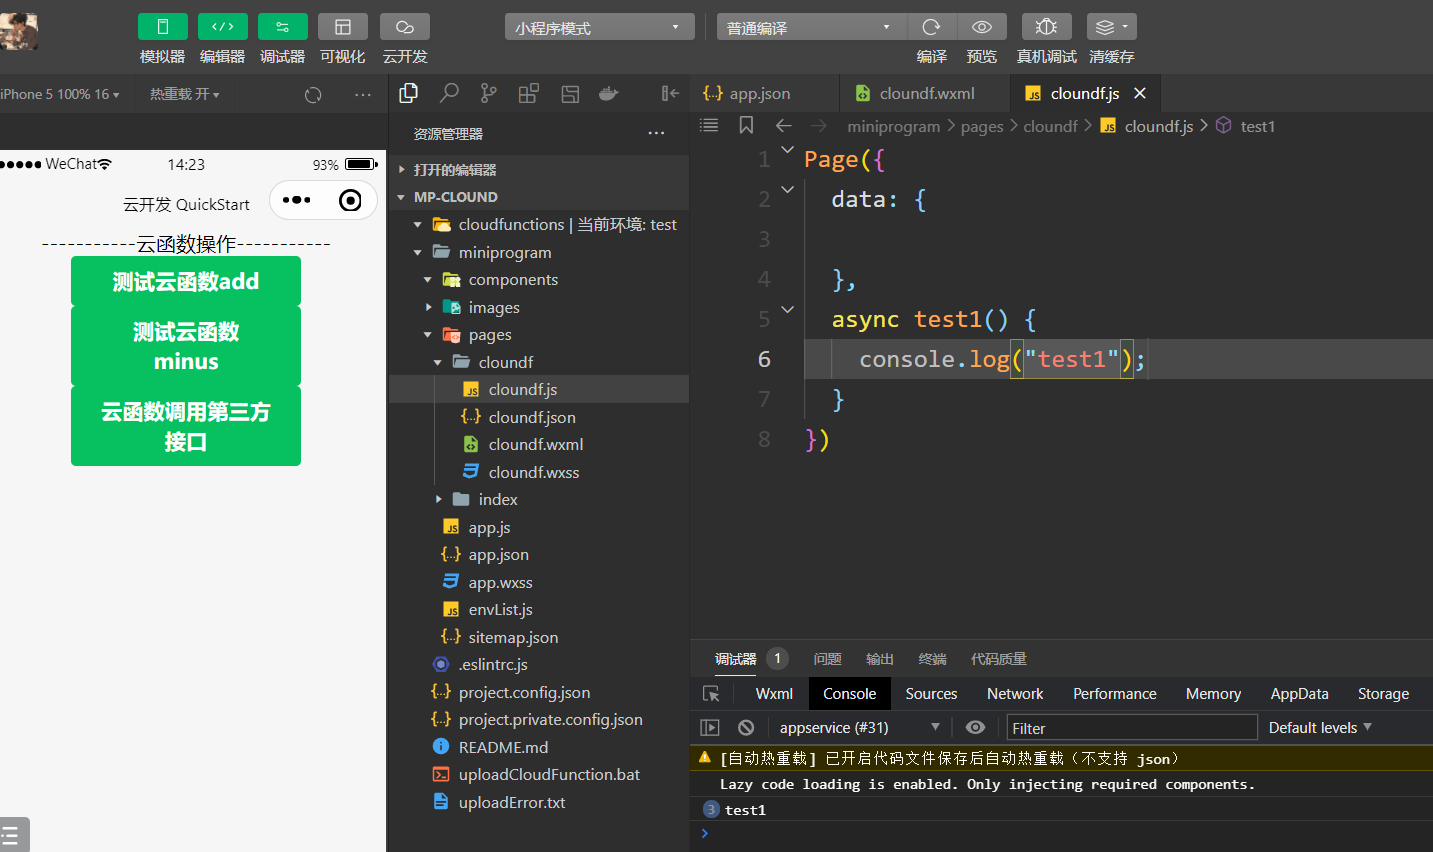 小程序模式
普通编译
模拟器 编辑器 调试器 可视化 云开发
编译 预览 真机调试 清缓存
iPhone 5 100% 16
热重载 开
WeChat 14:23 93%
云开发 QuickStart
-----------云函数操作-----------
测试云函数add
测试云函数
minus
云函数调用第三方
接口
资源管理器
打开的编辑器
MP-CLOUND
cloudfunctions | 当前环境: test
miniprogram
components
images
pages
cloundf
cloundf.js
cloundf.json
cloundf.wxml
cloundf.wxss
index
app.js
app.json
app.wxss
envList.js
sitemap.json
.eslintrc.js
project.config.json
project.private.config.json
README.md
uploadCloudFunction.bat
uploadError.txt
app.json cloundf.wxml cloundf.js
miniprogram > pages > cloundf > cloundf.js > test1
1 Page({
2 data: {
3
4 },
5 async test1() {
6 console.log("test1");
7 }
8 })
调试器 1 问题 输出 终端 代码质量
Wxml Console Sources Network Performance Memory AppData Storage
appservice (#31) Filter Default levels
[自动热重载] 已开启代码文件保存后自动热重载（不支持 json）
Lazy code loading is enabled. Only injecting required components.
3 test1